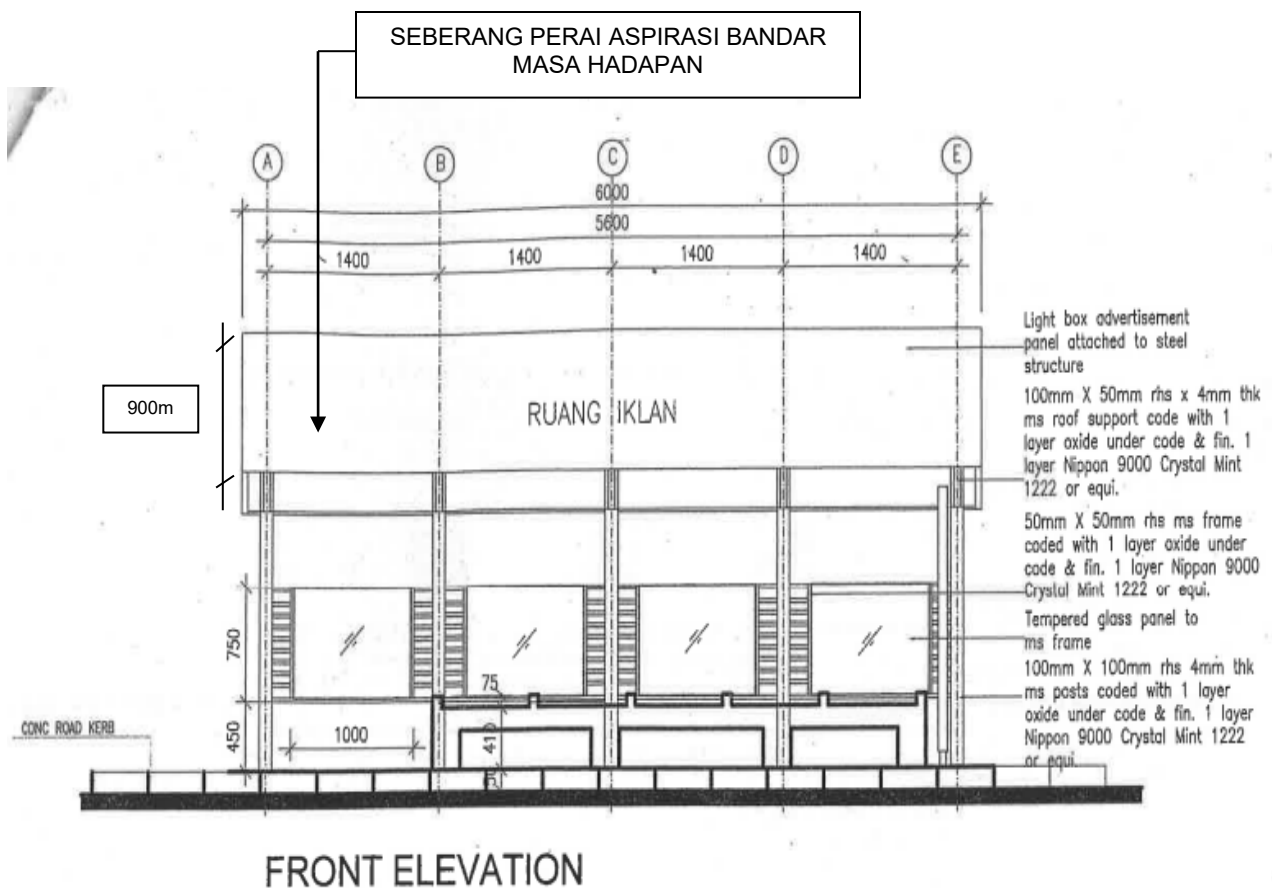 SEBERANG PERAI ASPIRASI BANDAR
MASA HADAPAN
A
B
C
D
E
6000
5600
1400
1400
1400
1400
900m
RUANG IKLAN
Light box advertisement
panel attached to steel
structure
100mm X 50mm rhs x 4mm thk
ms roof support code with 1
layer oxide under code & fin. 1
layer Nippon 9000 Crystal Mint
1222 or equi.
50mm X 50mm rhs ms frame
coded with 1 layer oxide under
code & fin. 1 layer Nippon 9000
Crystal Mint 1222 or equi.
Tempered glass panel to
ms frame
100mm X 100mm rhs 4mm thk
ms posts coded with 1 layer
oxide under code & fin. 1 layer
Nippon 9000 Crystal Mint 1222
or equi
750
75
450
1000
410
CONC ROAD KERB
FRONT ELEVATION